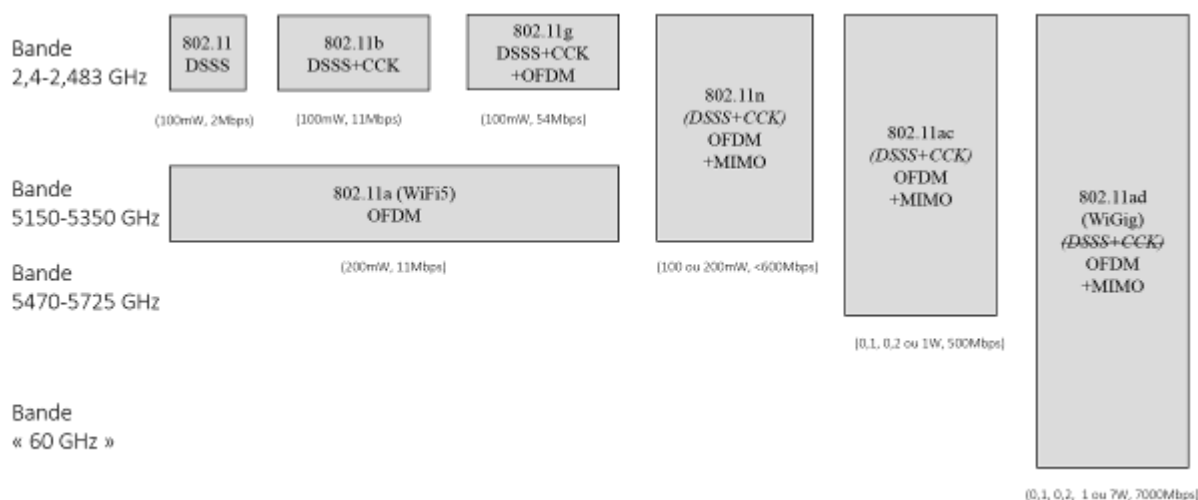 Bande
2,4-2,483 GHz
802.11
DSSS
(100mW, 2Mbps)
802.11b
DSSS+CCK
(100mW, 11Mbps)
802.11g
DSSS+CCK
+OFDM
(100mW, 54Mbps)
802.11n
(DSSS+CCK)
OFDM
+MIMO
(100 ou 200mW, <600Mbps)
802.11ac
(DSSS+CCK)
OFDM
+MIMO
(0,1, 0,2 ou 1W, 500Mbps)
802.11ad
(WiGig)
(DSSS+CCK)
OFDM
+MIMO
(0,1, 0,2, 1 ou 7W, 7000Mbps)
Bande
5150-5350 GHz
802.11a (WiFi5)
OFDM
(200mW, 11Mbps)
Bande
5470-5725 GHz
Bande
« 60 GHz »